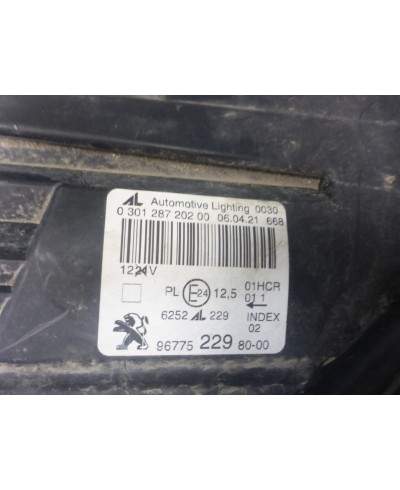 AL Automotive Lighting 0030
0 301 287 202 00 06.04.21 668
12 V
PL E24 12,5 01HCR
01 1
6252 AL 229 INDEX
02
96775 229 80-00